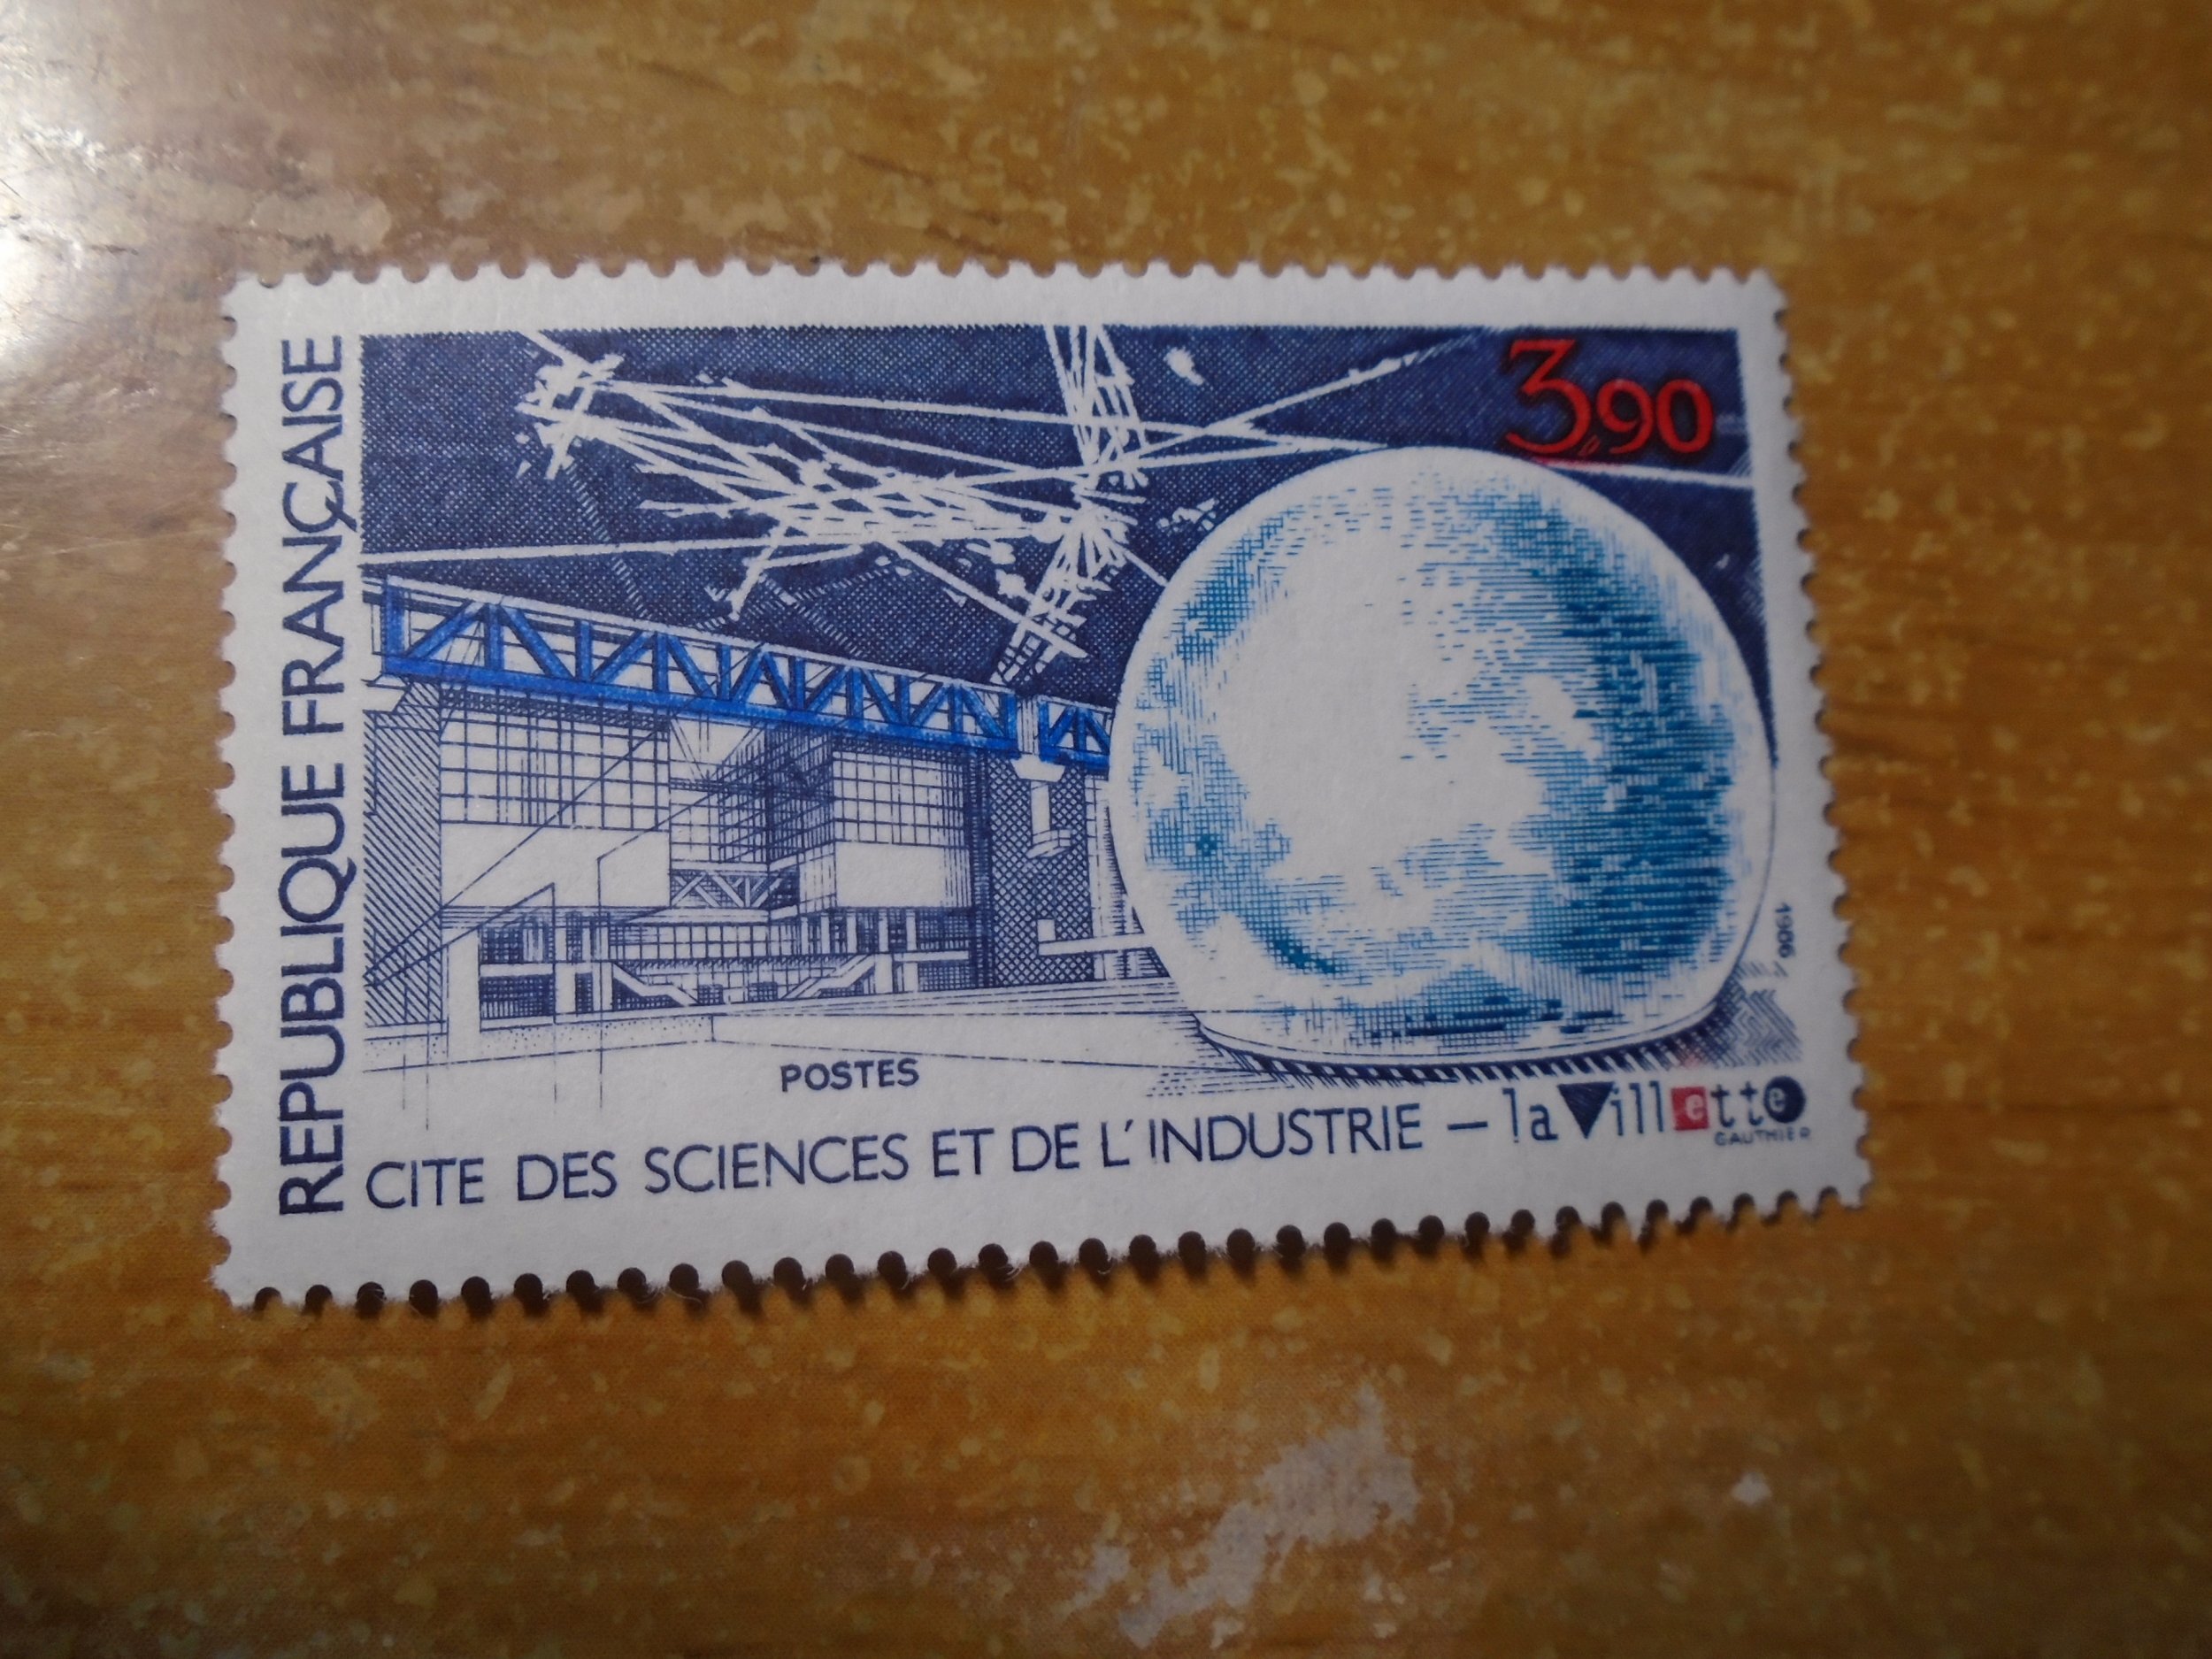 REPUBLIQUE FRANÇAISE
3,90
1986
POSTES
CITE DES SCIENCES ET DE L'INDUSTRIE – la Villette
GAUTHIER